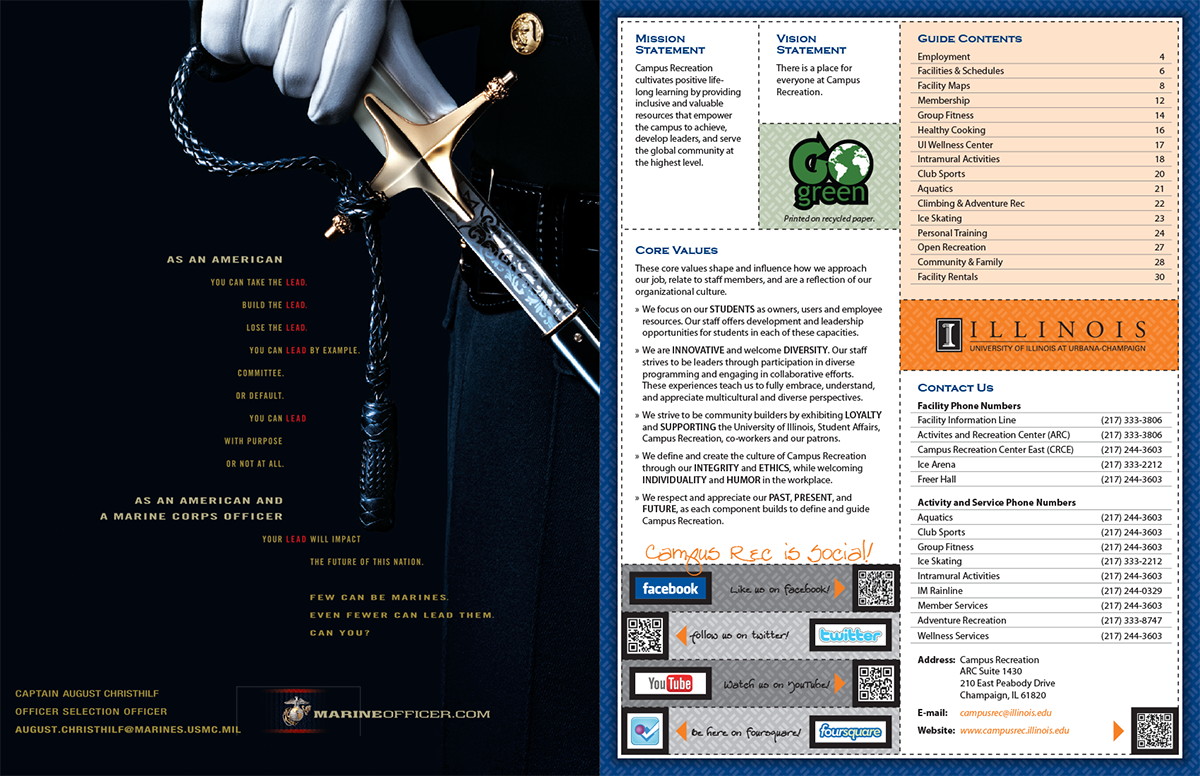 AS AN AMERICAN
YOU CAN TAKE THE LEAD.
BUILD THE LEAD.
LOSE THE LEAD.
YOU CAN LEAD BY EXAMPLE.
COMMITTEE.
OR DEFAULT.
YOU CAN LEAD
WITH PURPOSE
OR NOT AT ALL.
AS AN AMERICAN AND
A MARINE CORPS OFFICER
YOUR LEAD WILL IMPACT
THE FUTURE OF THIS NATION.
FEW CAN BE MARINES.
EVEN FEWER CAN LEAD THEM.
CAN YOU?
CAPTAIN AUGUST CHRISTHILF
OFFICER SELECTION OFFICER
AUGUST.CHRISTHILF@MARINES.USMC.MIL
MARINEOFFICER.COM
MISSION
STATEMENT
Campus Recreation
cultivates positive life-
long learning by providing
inclusive and valuable
resources that empower
the campus to achieve,
develop leaders, and serve
the global community at
the highest level.
VISION
STATEMENT
There is a place for
everyone at Campus
Recreation.
GO
green
Printed on recycled paper.
CORE VALUES
These core values shape and influence how we approach
our job, relate to staff members, and are a reflection of our
organizational culture.
» We focus on our STUDENTS as owners, users and employee
resources. Our staff offers development and leadership
opportunities for students in each of these capacities.
» We are INNOVATIVE and welcome DIVERSITY. Our staff
strives to be leaders through participation in diverse
programming and engaging in collaborative efforts.
These experiences teach us to fully embrace, understand,
and appreciate multicultural and diverse perspectives.
» We strive to be community builders by exhibiting LOYALTY
and SUPPORTING the University of Illinois, Student Affairs,
Campus Recreation, co-workers and our patrons.
» We define and create the culture of Campus Recreation
through our INTEGRITY and ETHICS, while welcoming
INDIVIDUALITY and HUMOR in the workplace.
» We respect and appreciate our PAST, PRESENT, and
FUTURE, as each component builds to define and guide
Campus Recreation.
Campus Rec is Social!
facebook Like us on facebook!
follow us on twitter! twitter
YouTube Watch us on YouTube!
Be here on foursquare! foursquare
GUIDE CONTENTS
Employment 4
Facilities & Schedules 6
Facility Maps 8
Membership 12
Group Fitness 14
Healthy Cooking 16
UI Wellness Center 17
Intramural Activities 18
Club Sports 20
Aquatics 21
Climbing & Adventure Rec 22
Ice Skating 23
Personal Training 24
Open Recreation 27
Community & Family 28
Facility Rentals 30
I ILLINOIS
UNIVERSITY OF ILLINOIS AT URBANA-CHAMPAIGN
CONTACT US
Facility Phone Numbers
Facility Information Line (217) 333-3806
Activites and Recreation Center (ARC) (217) 333-3806
Campus Recreation Center East (CRCE) (217) 244-3603
Ice Arena (217) 333-2212
Freer Hall (217) 244-3603
Activity and Service Phone Numbers
Aquatics (217) 244-3603
Club Sports (217) 244-3603
Group Fitness (217) 244-3603
Ice Skating (217) 333-2212
Intramural Activities (217) 244-3603
IM Rainline (217) 244-0329
Member Services (217) 244-3603
Adventure Recreation (217) 333-8747
Wellness Services (217) 244-3603
Address: Campus Recreation
ARC Suite 1430
210 East Peabody Drive
Champaign, IL 61820
E-mail: campusrec@illinois.edu
Website: www.campusrec.illinois.edu